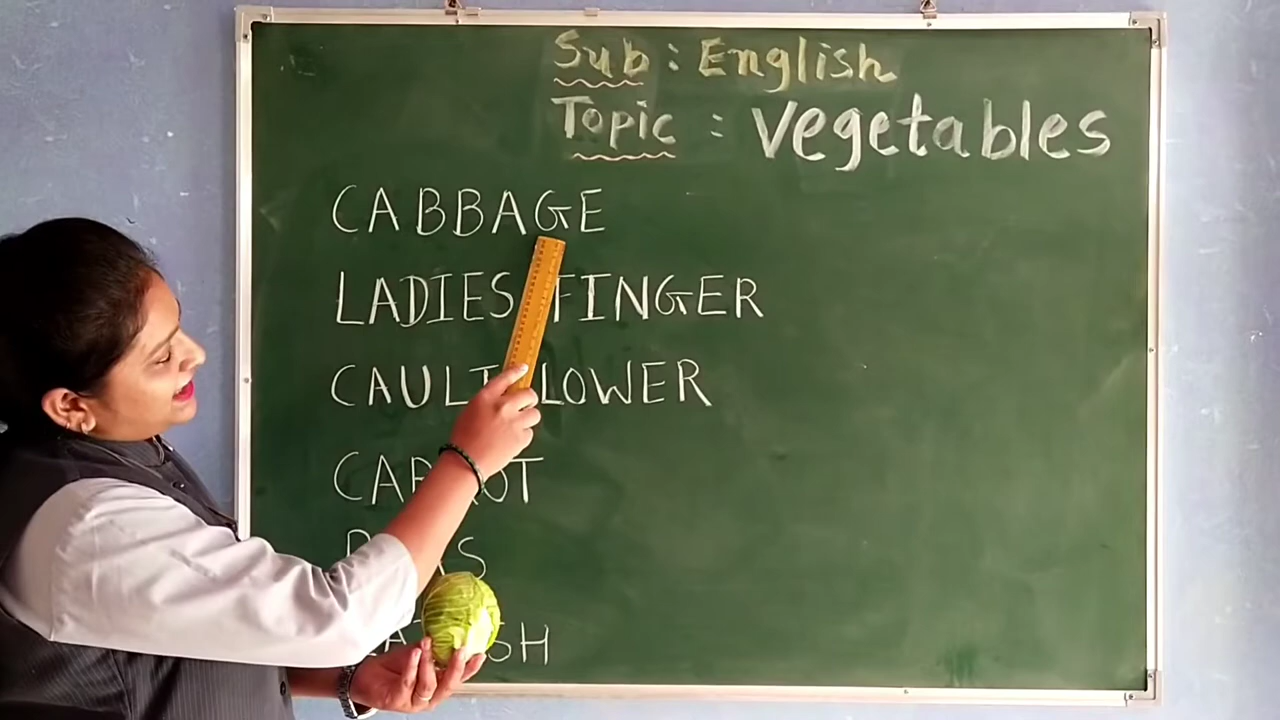 Sub : English
Topic : Vegetables
CABBAGE
LADIES FINGER
CAULIFLOWER
CARROT